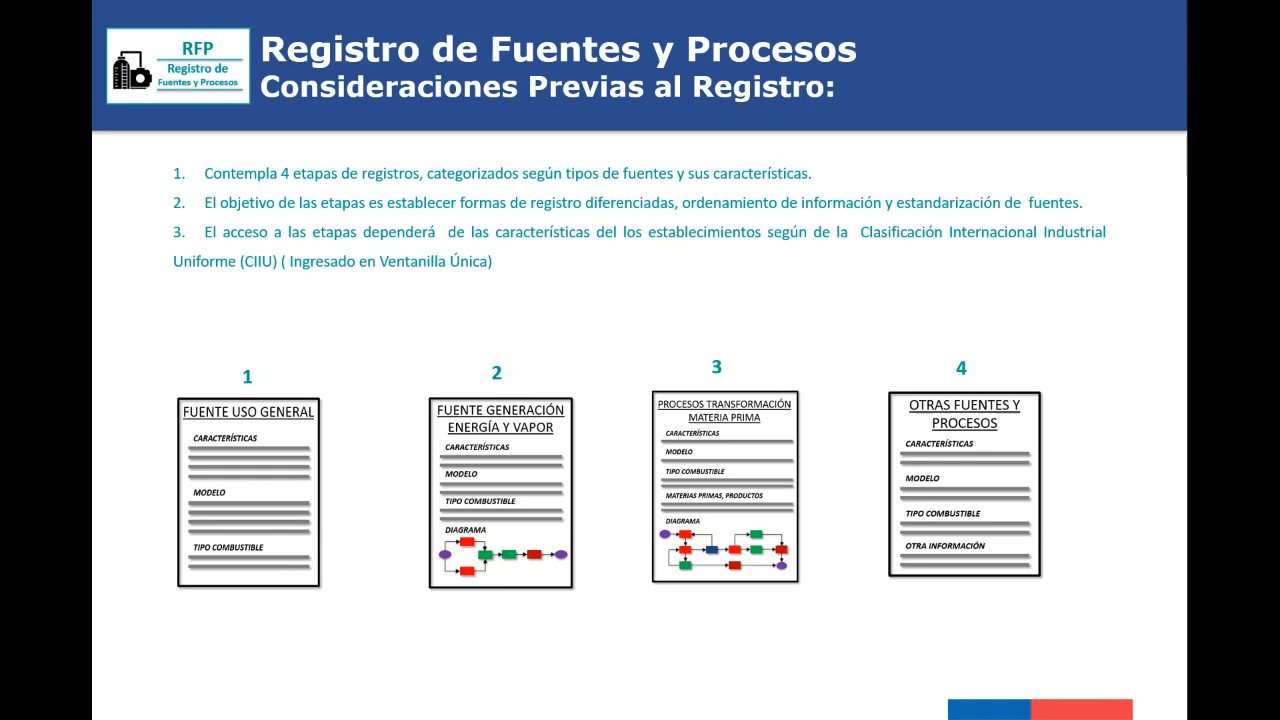 RFP
Registro de
Fuentes y Procesos
Registro de Fuentes y Procesos
Consideraciones Previas al Registro:
1. Contempla 4 etapas de registros, categorizados según tipos de fuentes y sus características.
2. El objetivo de las etapas es establecer formas de registro diferenciadas, ordenamiento de información y estandarización de fuentes.
3. El acceso a las etapas dependerá de las características del los establecimientos según de la Clasificación Internacional Industrial
Uniforme (CIIU) ( Ingresado en Ventanilla Única)
1
FUENTE USO GENERAL
CARACTERÍSTICAS
MODELO
TIPO COMBUSTIBLE
2
FUENTE GENERACIÓN
ENERGÍA Y VAPOR
CARACTERÍSTICAS
MODELO
TIPO COMBUSTIBLE
DIAGRAMA
3
PROCESOS TRANSFORMACIÓN
MATERIA PRIMA
CARACTERÍSTICAS
MODELO
TIPO COMBUSTIBLE
MATERIAS PRIMAS, PRODUCTOS
DIAGRAMA
4
OTRAS FUENTES Y
PROCESOS
CARACTERÍSTICAS
MODELO
TIPO COMBUSTIBLE
OTRA INFORMACIÓN